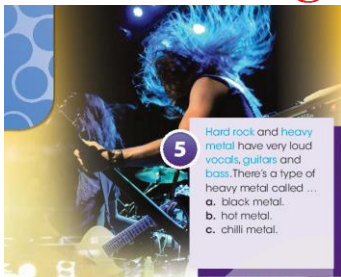 5
Hard rock and heavy
metal have very loud
vocals, guitars and
bass.There's a type of
heavy metal called ...
a. black metal.
b. hot metal.
c. chilli metal.